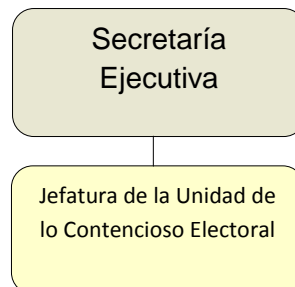 Secretaría
Ejecutiva
Jefatura de la Unidad de
lo Contencioso Electoral